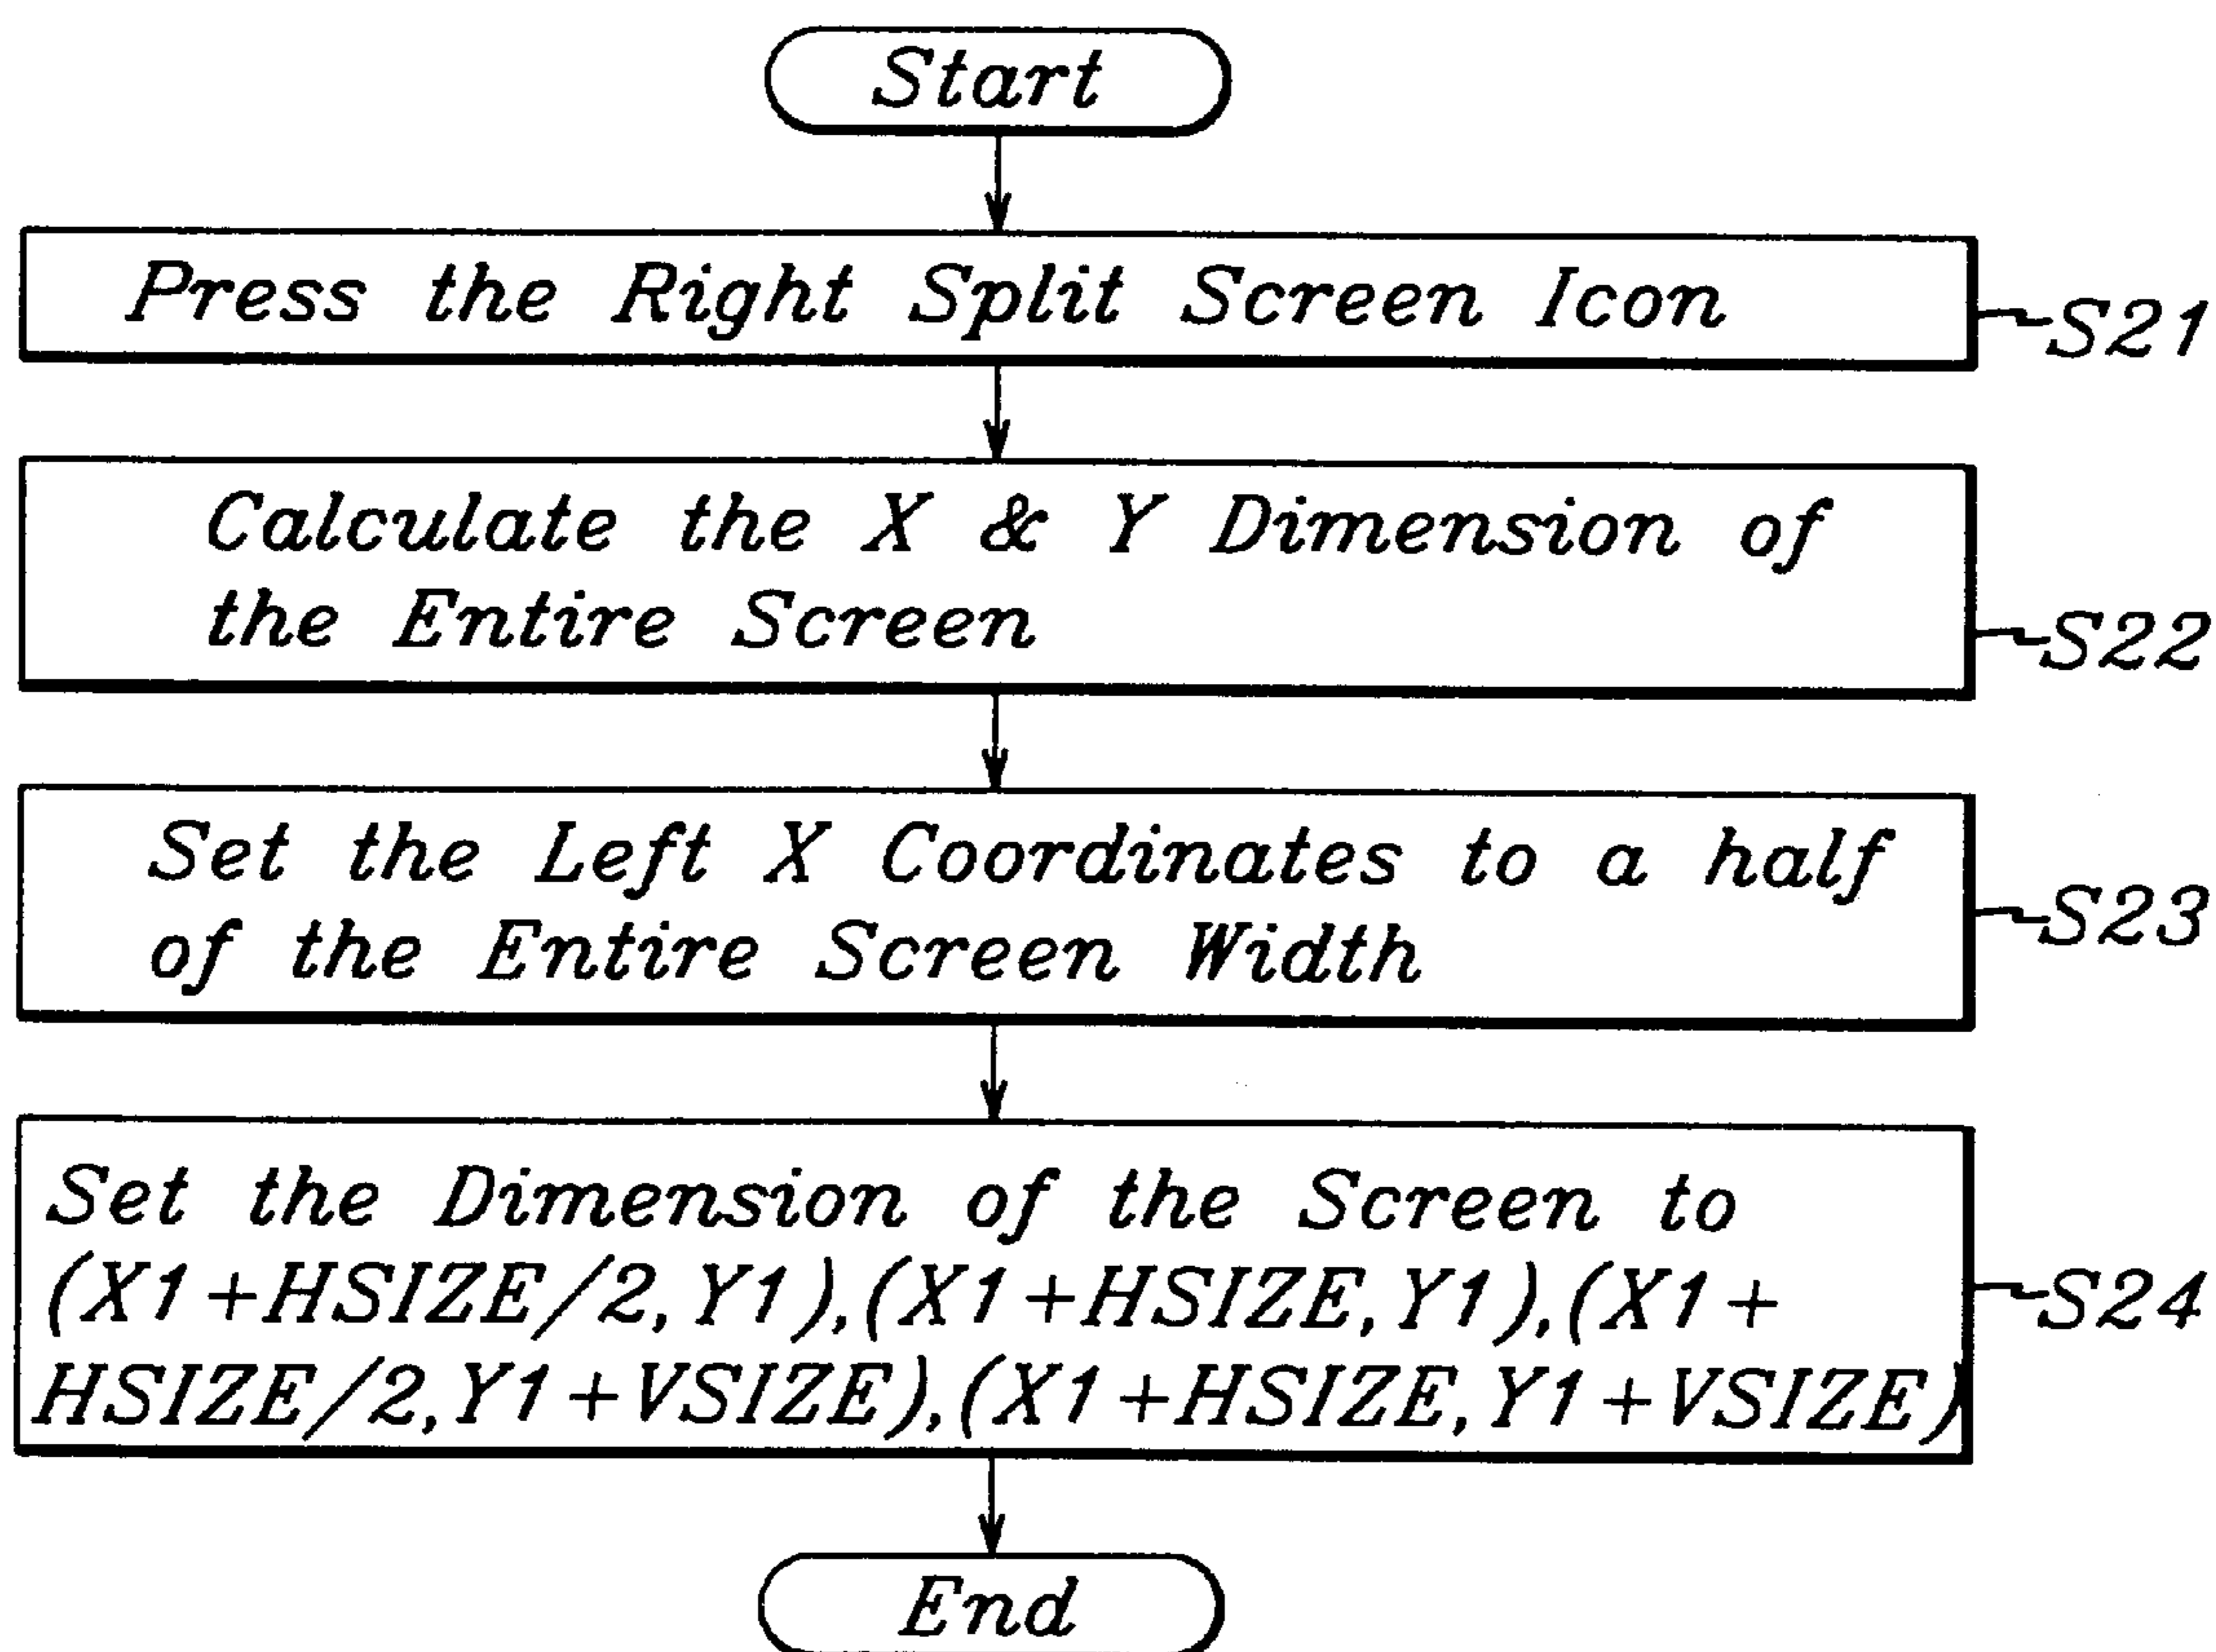 Start
Press the Right Split Screen Icon
S21
Calculate the X & Y Dimension of
the Entire Screen
S22
Set the Left X Coordinates to a half
of the Entire Screen Width
S23
Set the Dimension of the Screen to
(X1+HSIZE/2,Y1),(X1+HSIZE,Y1),(X1+
HSIZE/2,Y1+VSIZE),(X1+HSIZE,Y1+VSIZE)
S24
End